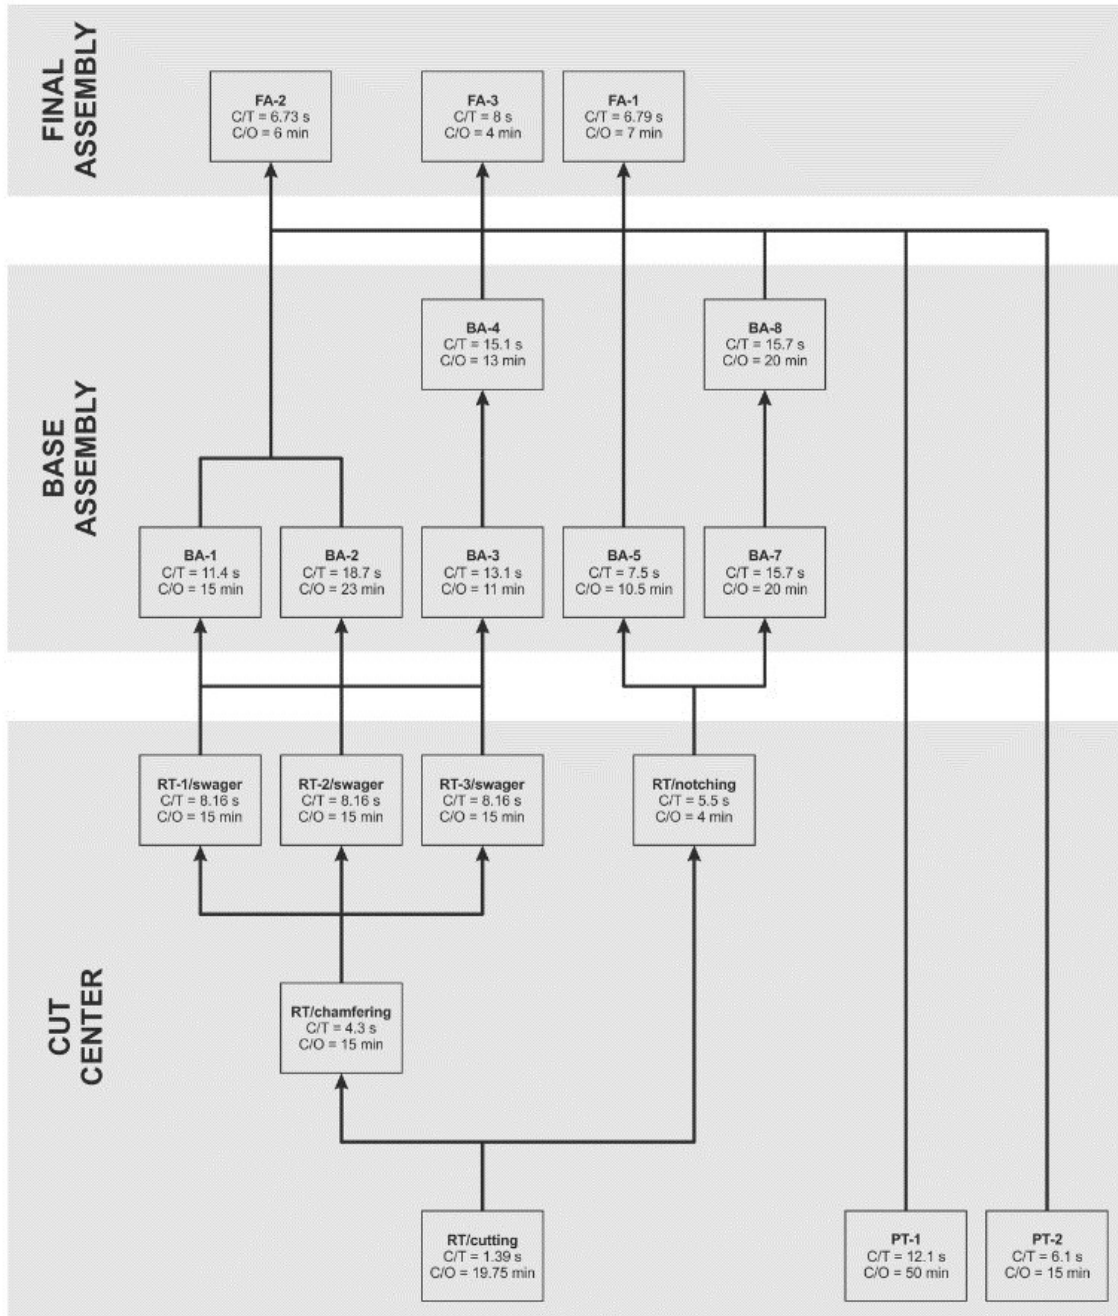 FINAL
ASSEMBLY
FA-2
C/T = 6.73 s
C/O = 6 min
FA-3
C/T = 8 s
C/O = 4 min
FA-1
C/T = 6.79 s
C/O = 7 min
BASE
ASSEMBLY
BA-4
C/T = 15.1 s
C/O = 13 min
BA-8
C/T = 15.7 s
C/O = 20 min
BA-1
C/T = 11.4 s
C/O = 15 min
BA-2
C/T = 18.7 s
C/O = 23 min
BA-3
C/T = 13.1 s
C/O = 11 min
BA-5
C/T = 7.5 s
C/O = 10.5 min
BA-7
C/T = 15.7 s
C/O = 20 min
CUT
CENTER
RT-1/swager
C/T = 8.16 s
C/O = 15 min
RT-2/swager
C/T = 8.16 s
C/O = 15 min
RT-3/swager
C/T = 8.16 s
C/O = 15 min
RT/notching
C/T = 5.5 s
C/O = 4 min
RT/chamfering
C/T = 4.3 s
C/O = 15 min
RT/cutting
C/T = 1.39 s
C/O = 19.75 min
PT-1
C/T = 12.1 s
C/O = 50 min
PT-2
C/T = 6.1 s
C/O = 15 min